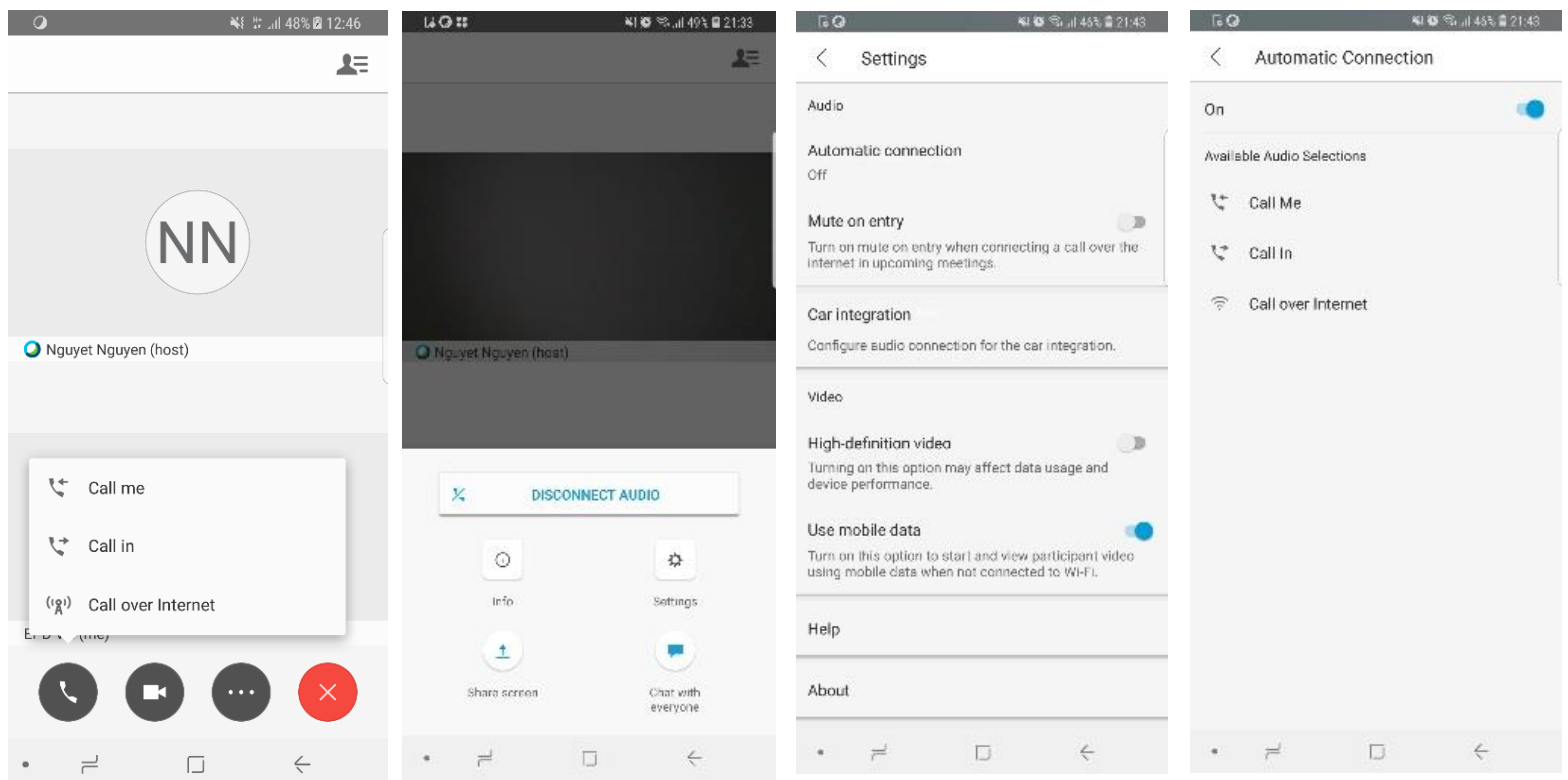 48% 12:46
NN
Nguyet Nguyen (host)
Call me
Call in
Call over Internet
(me)
49% 21:33
Nguyet Nguyen (host)
DISCONNECT AUDIO
Info
Settings
Share screen
Chat with
everyone
46% 21:43
Settings
Audio
Automatic connection
Off
Mute on entry
Turn on mute on entry when connecting a call over the
internet in upcoming meetings.
Car integration
Configure audio connection for the car integration.
Video
High-definition video
Turning on this option may affect data usage and
device performance.
Use mobile data
Turn on this option to start and view participant video
using mobile data when not connected to Wi-Fi.
Help
About
46% 21:43
Automatic Connection
On
Available Audio Selections
Call Me
Call In
Call over Internet